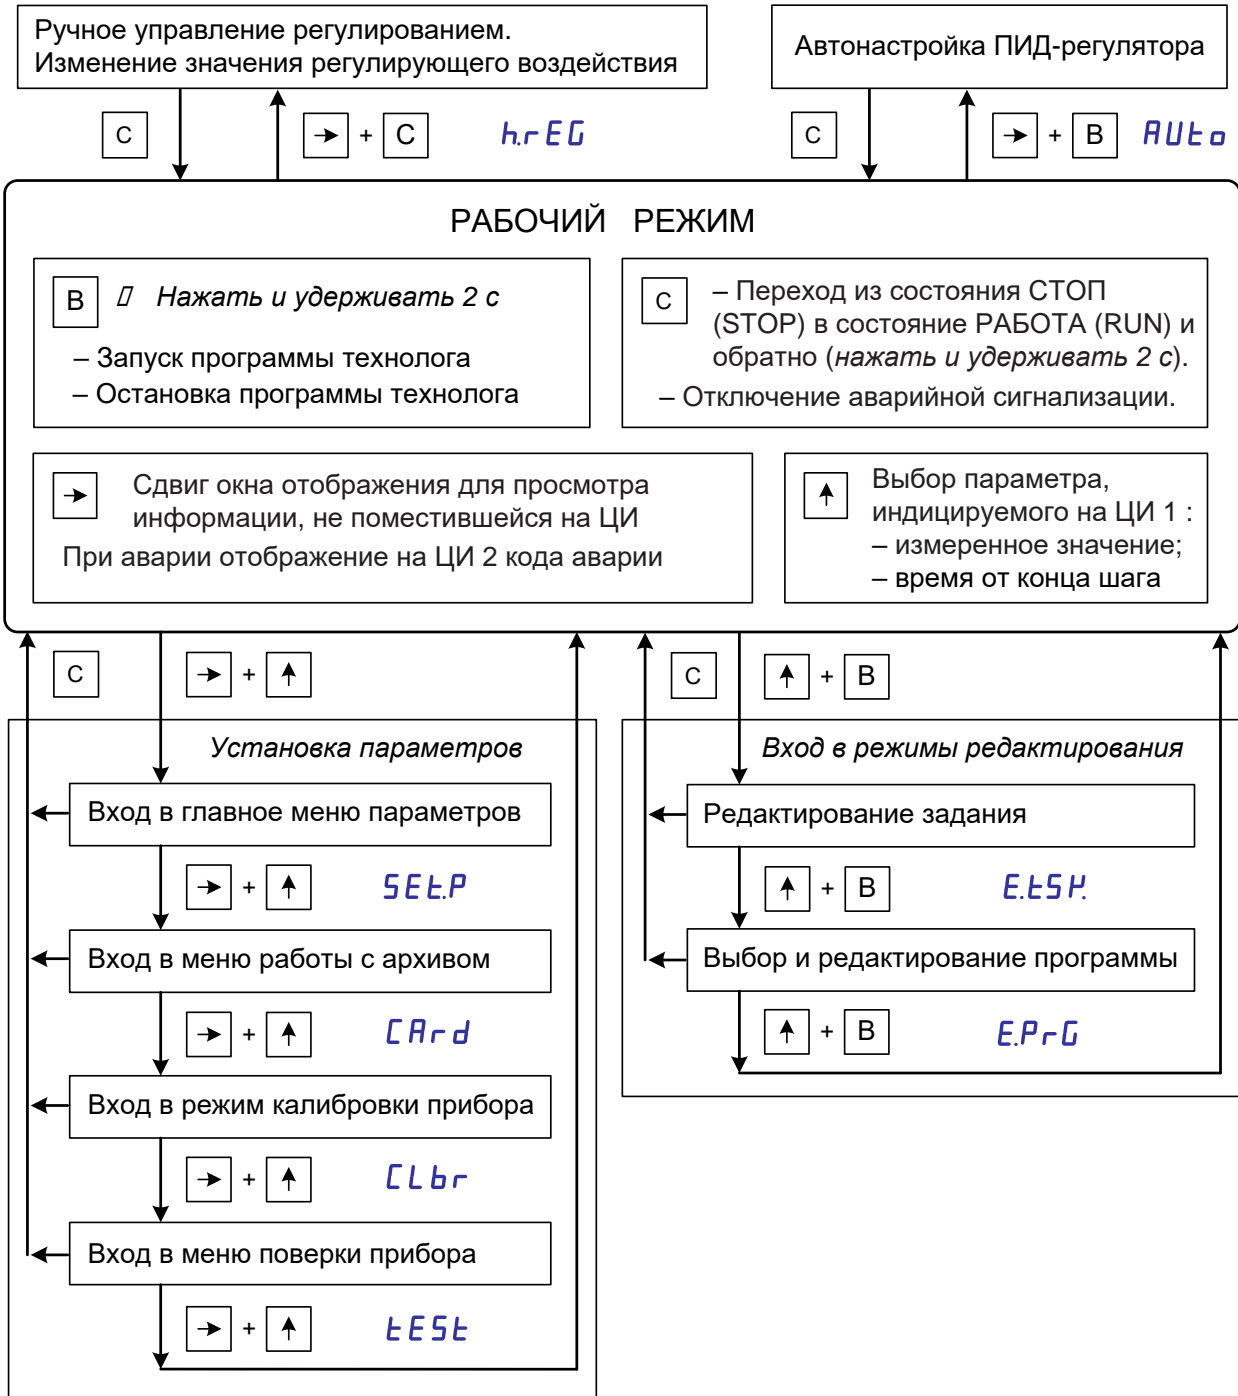 Ручное управление регулированием.
Изменение значения регулирующего воздействия
Автонастройка ПИД-регулятора
C
+ C
h.rEG
C
+ B
AUto
РАБОЧИЙ РЕЖИМ
B
Нажать и удерживать 2 с
– Запуск программы технолога
– Остановка программы технолога
C
– Переход из состояния СТОП
(STOP) в состояние РАБОТА (RUN) и
обратно (нажать и удерживать 2 с).
– Отключение аварийной сигнализации.
Сдвиг окна отображения для просмотра
информации, не поместившейся на ЦИ
При аварии отображение на ЦИ 2 кода аварии
Выбор параметра,
индицируемого на ЦИ 1 :
– измеренное значение;
– время от конца шага
C
+
C
+ B
Установка параметров
Вход в главное меню параметров
+
SEt.P
Вход в меню работы с архивом
+
CArd
Вход в режим калибровки прибора
+
CLbr
Вход в меню поверки прибора
+
tESt
Вход в режимы редактирования
Редактирование задания
+ B
E.tSK.
Выбор и редактирование программы
+ B
E.PrG